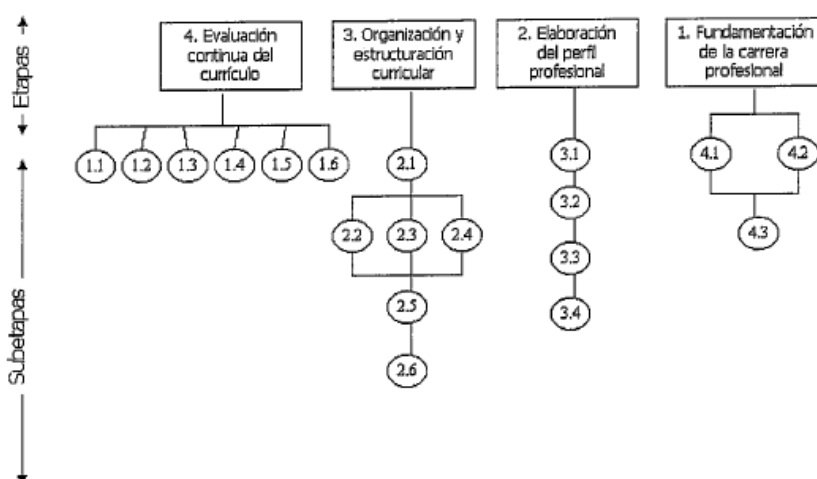 Etapas
4. Evaluación
continua del
currículo
3. Organización y
estructuración
curricular
2. Elaboración
del perfil
profesional
1. Fundamentación
de la carrera
profesional
Subetapas
1.1 1.2 1.3 1.4 1.5 1.6 2.1 3.1 4.1 4.2
3.2
2.2 2.3 2.4 4.3
3.3
2.5 3.4
2.6